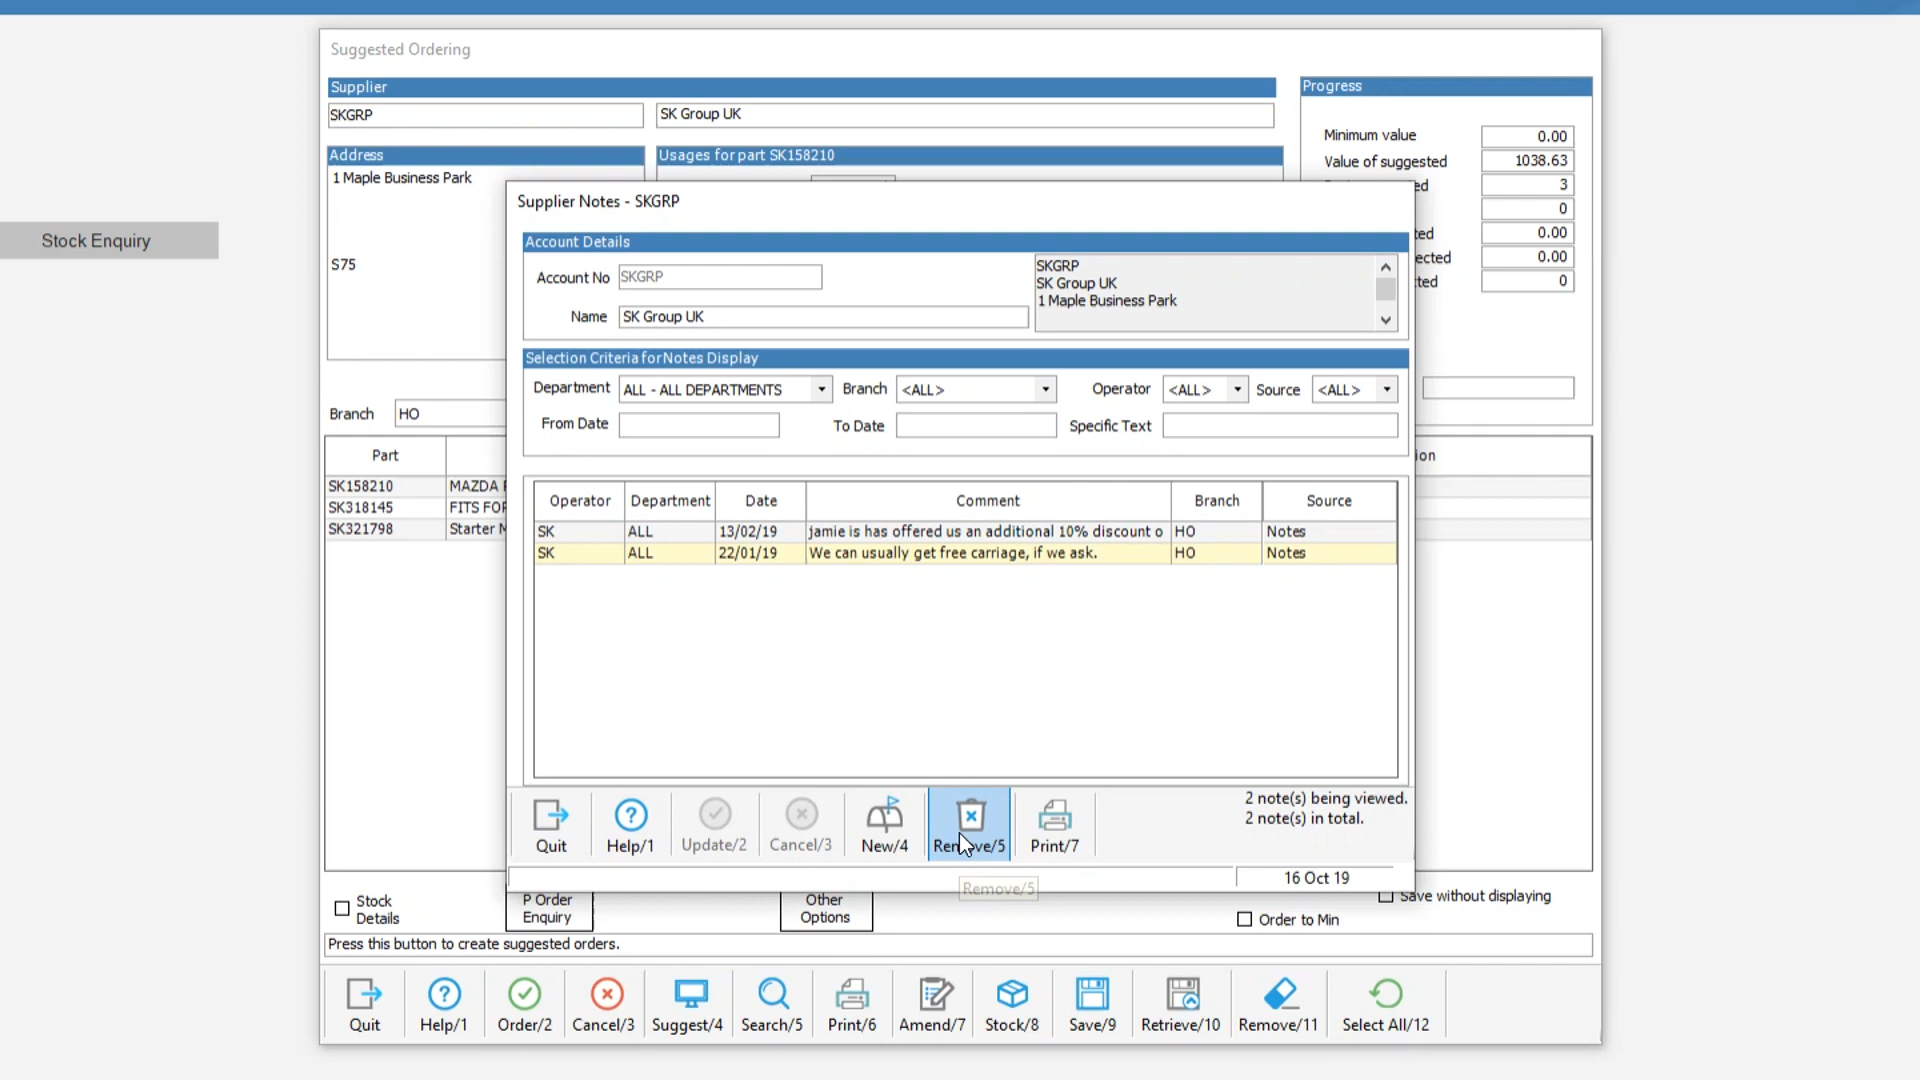 Suggested Ordering
Supplier
Progress
SKGRP
SK Group UK
Minimum value 0.00
Value of suggested 1038.63
ed 3
0
ted 0.00
ected 0.00
ted 0
Address
Usages for part SK158210
1 Maple Business Park
S75
Stock Enquiry
Branch HO
Part
ion
SK158210 MAZDA
SK318145 FITS FOR
SK321798 Starter M
Supplier Notes - SKGRP
Account Details
Account No SKGRP
Name SK Group UK
SKGRP
SK Group UK
1 Maple Business Park
Selection Criteria for Notes Display
Department ALL - ALL DEPARTMENTS Branch <ALL> Operator <ALL> Source <ALL>
From Date To Date Specific Text
Operator Department Date Comment Branch Source
SK ALL 13/02/19 jamie is has offered us an additional 10% discount o HO Notes
SK ALL 22/01/19 We can usually get free carriage, if we ask. HO Notes
2 note(s) being viewed.
2 note(s) in total.
Quit Help/1 Update/2 Cancel/3 New/4 Remove/5 Print/7
16 Oct 19
Remove/5
Stock Details
P Order Enquiry
Other Options
Save without displaying
Order to Min
Press this button to create suggested orders.
Quit Help/1 Order/2 Cancel/3 Suggest/4 Search/5 Print/6 Amend/7 Stock/8 Save/9 Retrieve/10 Remove/11 Select All/12